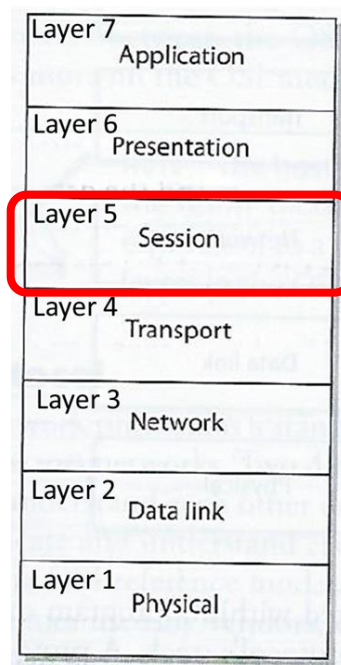 Layer 7
Application
Layer 6
Presentation
Layer 5
Session
Layer 4
Transport
Layer 3
Network
Layer 2
Data link
Layer 1
Physical